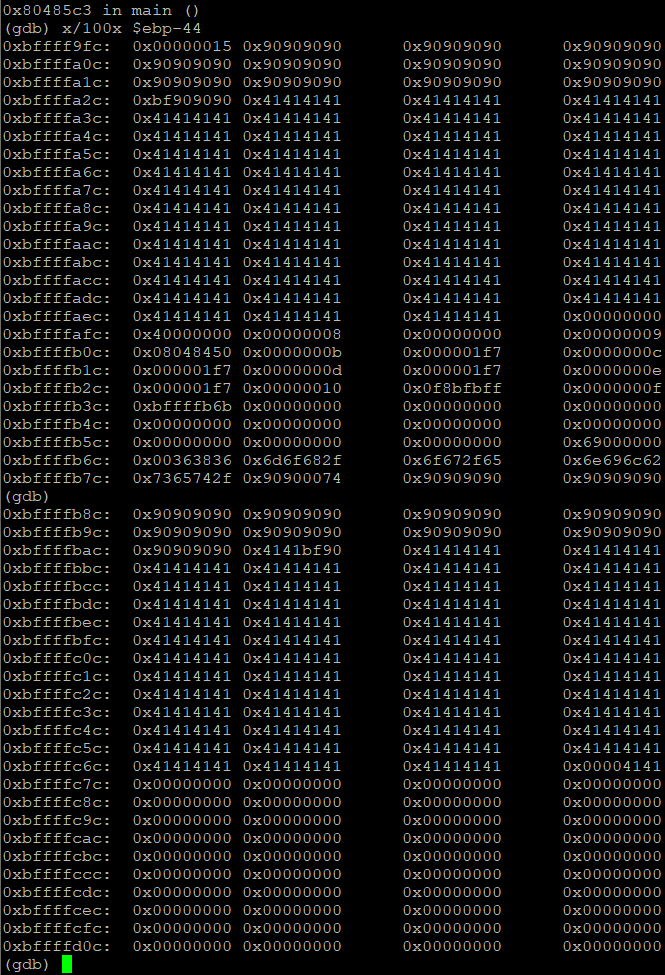 0x80485c3 in main ()
(gdb) x/100x $ebp-44
0xbffff9fc: 0x00000015 0x90909090 0x90909090 0x90909090
0xbffffa0c: 0x90909090 0x90909090 0x90909090 0x90909090
0xbffffa1c: 0x90909090 0x90909090 0x90909090 0x90909090
0xbffffa2c: 0xbf909090 0x41414141 0x41414141 0x41414141
0xbffffa3c: 0x41414141 0x41414141 0x41414141 0x41414141
0xbffffa4c: 0x41414141 0x41414141 0x41414141 0x41414141
0xbffffa5c: 0x41414141 0x41414141 0x41414141 0x41414141
0xbffffa6c: 0x41414141 0x41414141 0x41414141 0x41414141
0xbffffa7c: 0x41414141 0x41414141 0x41414141 0x41414141
0xbffffa8c: 0x41414141 0x41414141 0x41414141 0x41414141
0xbffffa9c: 0x41414141 0x41414141 0x41414141 0x41414141
0xbffffaac: 0x41414141 0x41414141 0x41414141 0x41414141
0xbffffabc: 0x41414141 0x41414141 0x41414141 0x41414141
0xbffffacc: 0x41414141 0x41414141 0x41414141 0x41414141
0xbffffadc: 0x41414141 0x41414141 0x41414141 0x41414141
0xbffffaec: 0x41414141 0x41414141 0x41414141 0x00000000
0xbffffafc: 0x40000000 0x00000008 0x00000000 0x00000009
0xbffffb0c: 0x08048450 0x0000000b 0x000001f7 0x0000000c
0xbffffb1c: 0x000001f7 0x0000000d 0x000001f7 0x0000000e
0xbffffb2c: 0x000001f7 0x00000010 0x0f8bfbff 0x0000000f
0xbffffb3c: 0xbffffb6b 0x00000000 0x00000000 0x00000000
0xbffffb4c: 0x00000000 0x00000000 0x00000000 0x00000000
0xbffffb5c: 0x00000000 0x00000000 0x00000000 0x69000000
0xbffffb6c: 0x00363836 0x6d6f682f 0x6f672f65 0x6e696c62
0xbffffb7c: 0x7365742f 0x90900074 0x90909090 0x90909090
(gdb)
0xbffffb8c: 0x90909090 0x90909090 0x90909090 0x90909090
0xbffffb9c: 0x90909090 0x90909090 0x90909090 0x90909090
0xbffffbac: 0x90909090 0x4141bf90 0x41414141 0x41414141
0xbffffbbc: 0x41414141 0x41414141 0x41414141 0x41414141
0xbffffbcc: 0x41414141 0x41414141 0x41414141 0x41414141
0xbffffbdc: 0x41414141 0x41414141 0x41414141 0x41414141
0xbffffbec: 0x41414141 0x41414141 0x41414141 0x41414141
0xbffffbfc: 0x41414141 0x41414141 0x41414141 0x41414141
0xbffffc0c: 0x41414141 0x41414141 0x41414141 0x41414141
0xbffffc1c: 0x41414141 0x41414141 0x41414141 0x41414141
0xbffffc2c: 0x41414141 0x41414141 0x41414141 0x41414141
0xbffffc3c: 0x41414141 0x41414141 0x41414141 0x41414141
0xbffffc4c: 0x41414141 0x41414141 0x41414141 0x41414141
0xbffffc5c: 0x41414141 0x41414141 0x41414141 0x41414141
0xbffffc6c: 0x41414141 0x41414141 0x41414141 0x00004141
0xbffffc7c: 0x00000000 0x00000000 0x00000000 0x00000000
0xbffffc8c: 0x00000000 0x00000000 0x00000000 0x00000000
0xbffffc9c: 0x00000000 0x00000000 0x00000000 0x00000000
0xbffffcac: 0x00000000 0x00000000 0x00000000 0x00000000
0xbffffcbc: 0x00000000 0x00000000 0x00000000 0x00000000
0xbffffccc: 0x00000000 0x00000000 0x00000000 0x00000000
0xbffffcdc: 0x00000000 0x00000000 0x00000000 0x00000000
0xbffffcec: 0x00000000 0x00000000 0x00000000 0x00000000
0xbffffcfc: 0x00000000 0x00000000 0x00000000 0x00000000
0xbffffd0c: 0x00000000 0x00000000 0x00000000 0x00000000
(gdb)